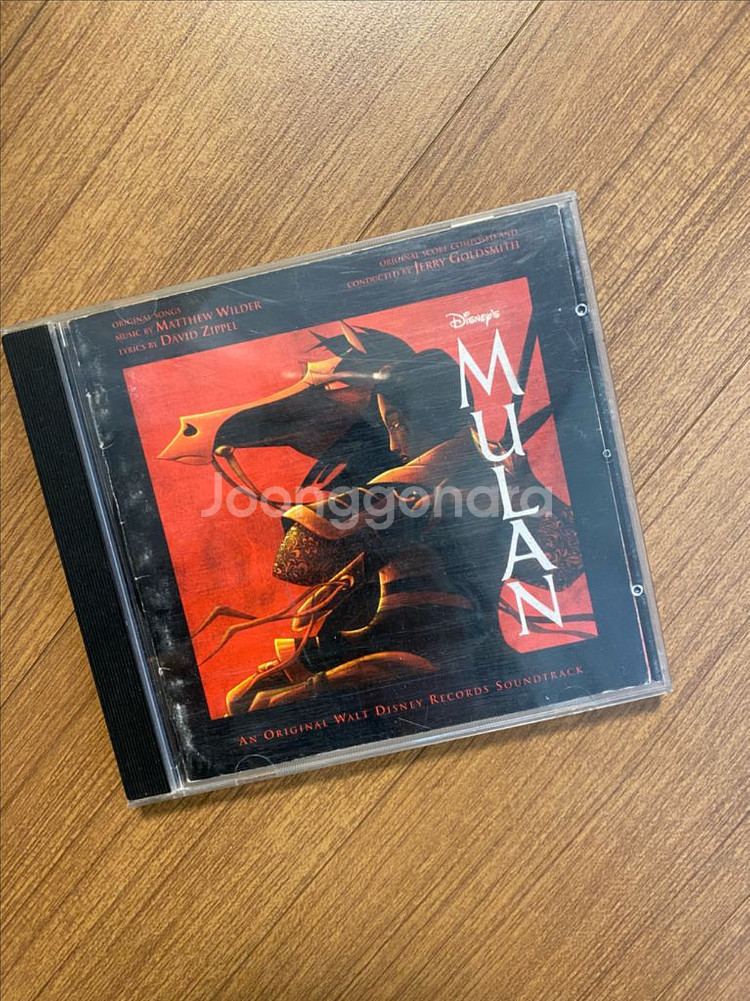 ORIGINAL SONGS
MUSIC BY MATTHEW WILDER
LYRICS BY DAVID ZIPPEL
ORIGINAL SCORE COMPOSED AND
CONDUCTED BY JERRY GOLDSMITH
DISNEY'S
MULAN
Joonggonara
AN ORIGINAL WALT DISNEY RECORDS SOUNDTRACK